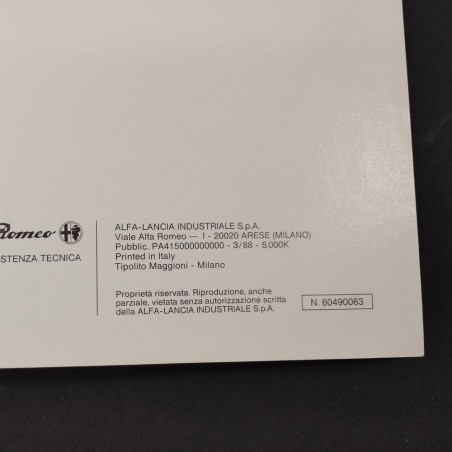 Romeo
STENZA TECNICA
ALFA-LANCIA INDUSTRIALE S.p.A.
Viale Alfa Romeo — I - 20020 ARESE (MILANO)
Pubblic. PA415000000000 - 3/88 - 5.000K
Printed in Italy
Tipolito Maggioni - Milano
Proprietà riservata. Riproduzione, anche
parziale, vietata senza autorizzazione scritta
della ALFA-LANCIA INDUSTRIALE S.p.A.
N. 60490063